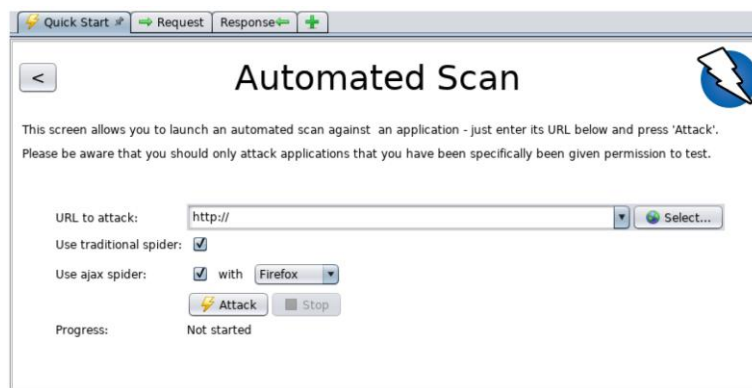 Quick Start Request Response
<
Automated Scan
This screen allows you to launch an automated scan against an application - just enter its URL below and press 'Attack'.
Please be aware that you should only attack applications that you have been specifically been given permission to test.
URL to attack: http:// Select...
Use traditional spider:
Use ajax spider: with Firefox
Attack Stop
Progress: Not started